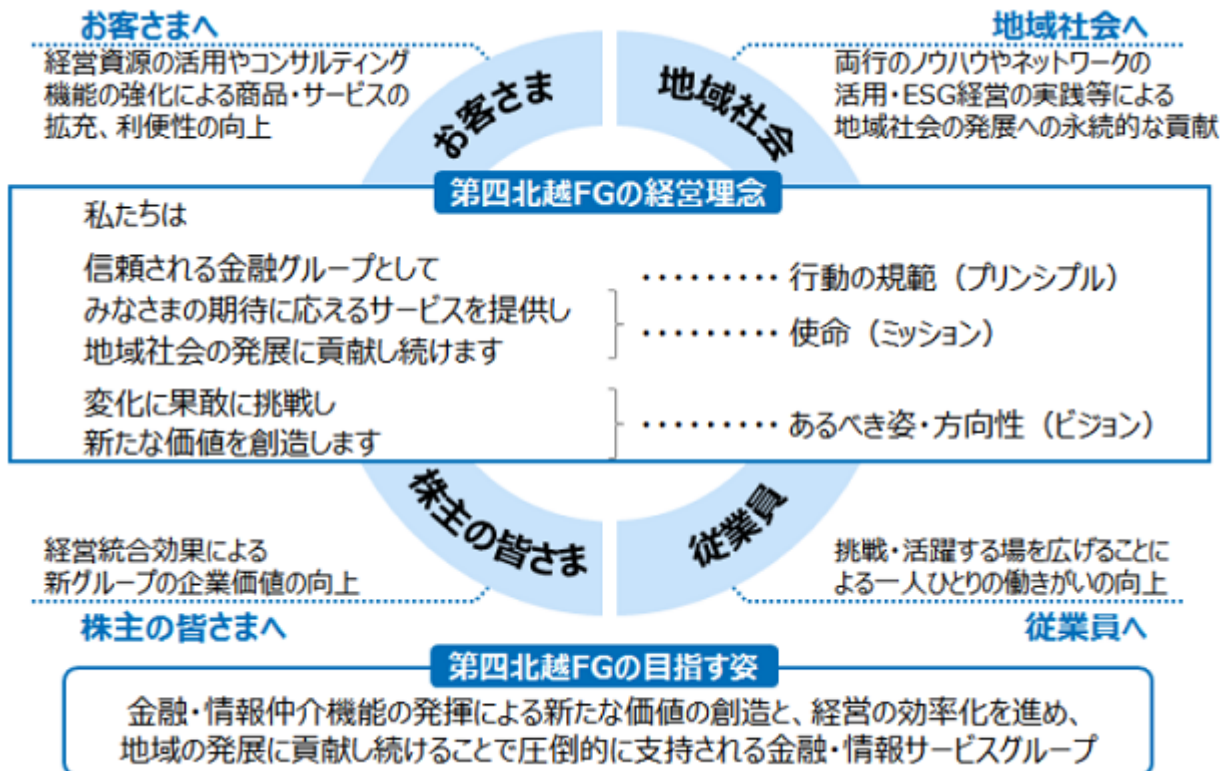 お客さまへ
経営資源の活用やコンサルティング
機能の強化による商品・サービスの
拡充、利便性の向上
地域社会へ
両行のノウハウやネットワークの
活用・ESG経営の実践等による
地域社会の発展への永続的な貢献
お客さま
地域社会
第四北越FGの経営理念
私たちは
信頼される金融グループとして
みなさまの期待に応えるサービスを提供し
地域社会の発展に貢献し続けます
変化に果敢に挑戦し
新たな価値を創造します
・・・・・・・・・ 行動の規範（プリンシプル）
・・・・・・・・・ 使命（ミッション）
・・・・・・・・・ あるべき姿・方向性（ビジョン）
株主の皆さま
従業員
経営統合効果による
新グループの企業価値の向上
株主の皆さまへ
挑戦・活躍する場を広げることに
よる一人ひとりの働きがいの向上
従業員へ
第四北越FGの目指す姿
金融・情報仲介機能の発揮による新たな価値の創造と、経営の効率化を進め、
地域の発展に貢献し続けることで圧倒的に支持される金融・情報サービスグループ